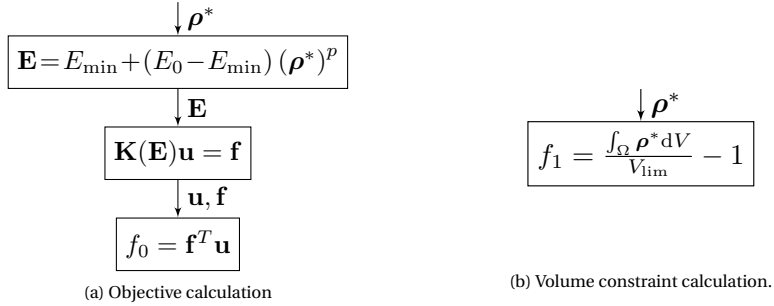 ρ*
E = E_min + (E_0 − E_min) (ρ*)^p
E
K(E)u = f
u, f
f_0 = f^T u
(a) Objective calculation
ρ*
f_1 = ∫_Ω ρ* dV / V_lim − 1
(b) Volume constraint calculation.